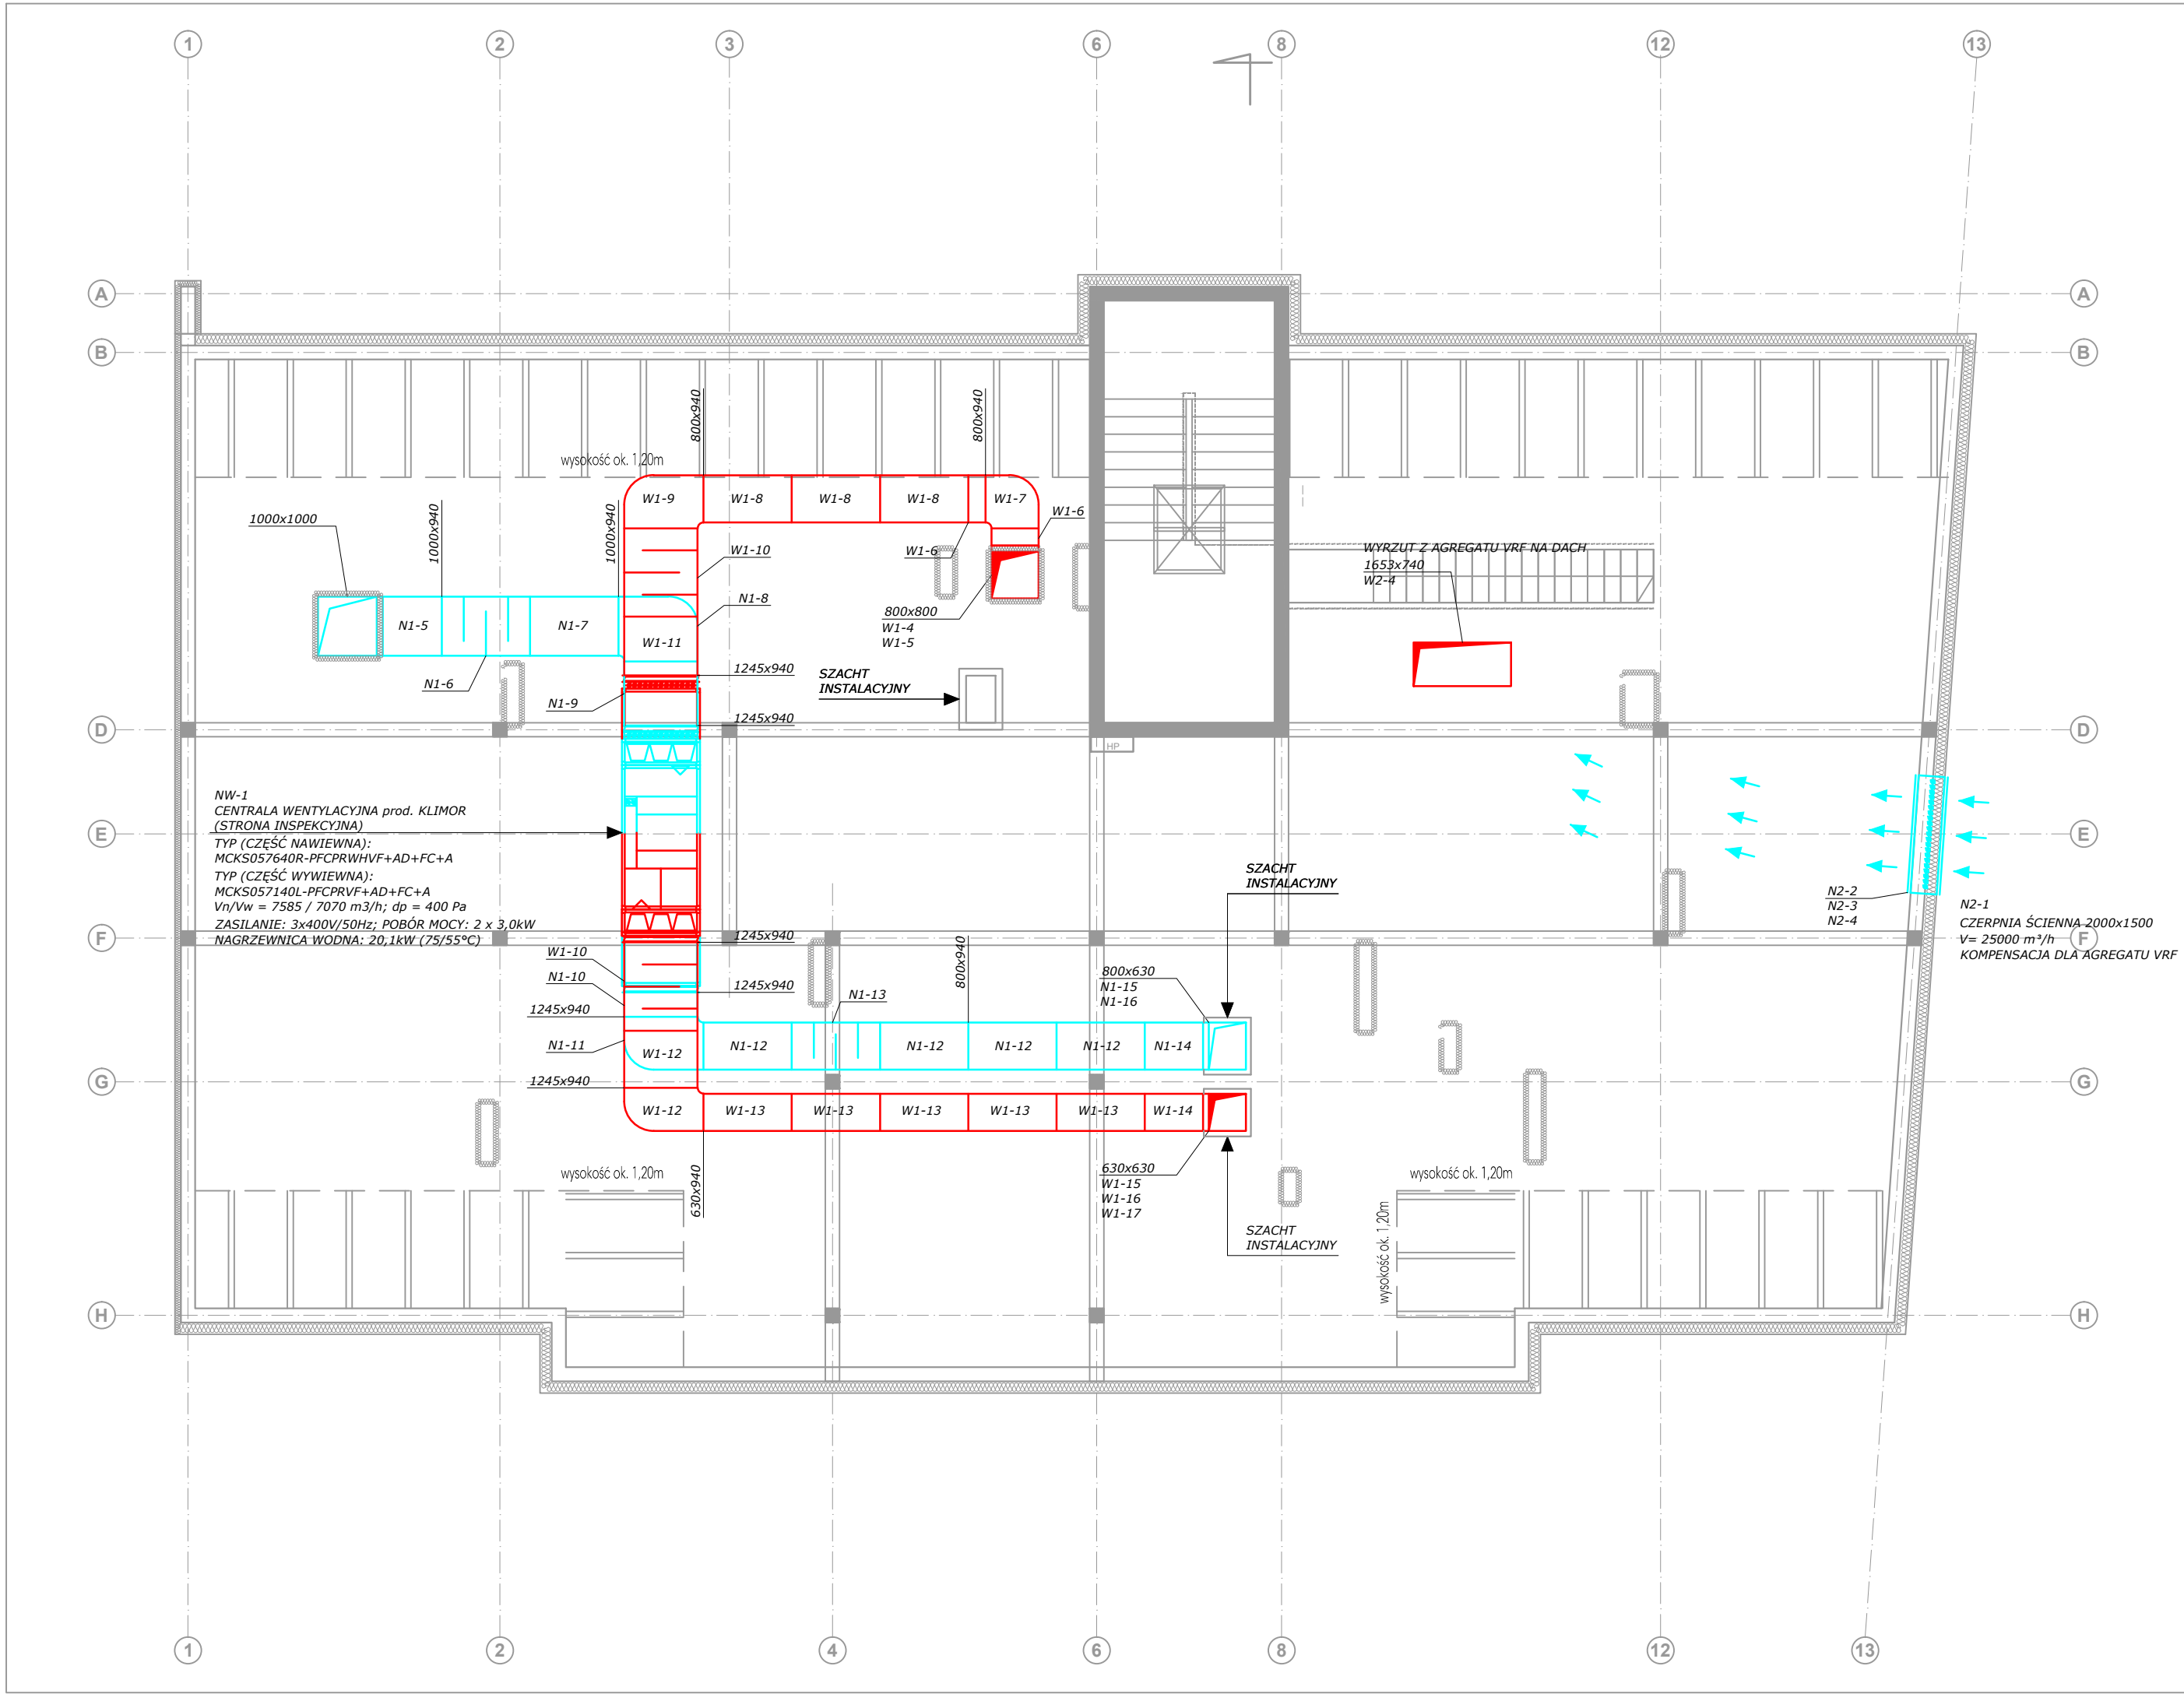 1
2
3
6
8
12
13
A
A
B
B
800x940
800x940
wysokość ok. 1,20m
W1-9
W1-8
W1-8
W1-8
W1-7
1000x1000
1000x940
1000x940
W1-6
W1-6
W1-10
WYRZUT Z AGREGATU VRF NA DACH
1653x740
W2-4
N1-8
800x800
W1-4
W1-5
N1-5
N1-7
W1-11
N1-6
1245x940
SZACHT
INSTALACYJNY
N1-9
1245x940
D
D
HP
NW-1
CENTRALA WENTYLACYJNA prod. KLIMOR
(STRONA INSPEKCYJNA)
TYP (CZĘŚĆ NAWIEWNA):
MCKS057640R-PFCPRWHVF+AD+FC+A
TYP (CZĘŚĆ WYWIEWNA):
MCKS057140L-PFCPRVF+AD+FC+A
Vn/Vw = 7585 / 7070 m3/h; dp = 400 Pa
ZASILANIE: 3x400V/50Hz; POBÓR MOCY: 2 x 3,0kW
NAGRZEWNICA WODNA: 20,1kW (75/55°C)
E
E
SZACHT
INSTALACYJNY
N2-2
N2-3
N2-4
N2-1
CZERPNIA ŚCIENNA 2000x1500
V= 25000 m³/h
KOMPENSACJA DLA AGREGATU VRF
F
F
1245x940
W1-10
N1-10
1245x940
800x940
800x630
N1-15
N1-16
N1-13
1245x940
N1-11
W1-12
N1-12
N1-12
N1-12
N1-12
N1-14
G
G
1245x940
W1-12
W1-13
W1-13
W1-13
W1-13
W1-13
W1-14
wysokość ok. 1,20m
630x940
630x630
W1-15
W1-16
W1-17
wysokość ok. 1,20m
wysokość ok. 1,20m
SZACHT
INSTALACYJNY
H
H
1
2
4
6
8
12
13